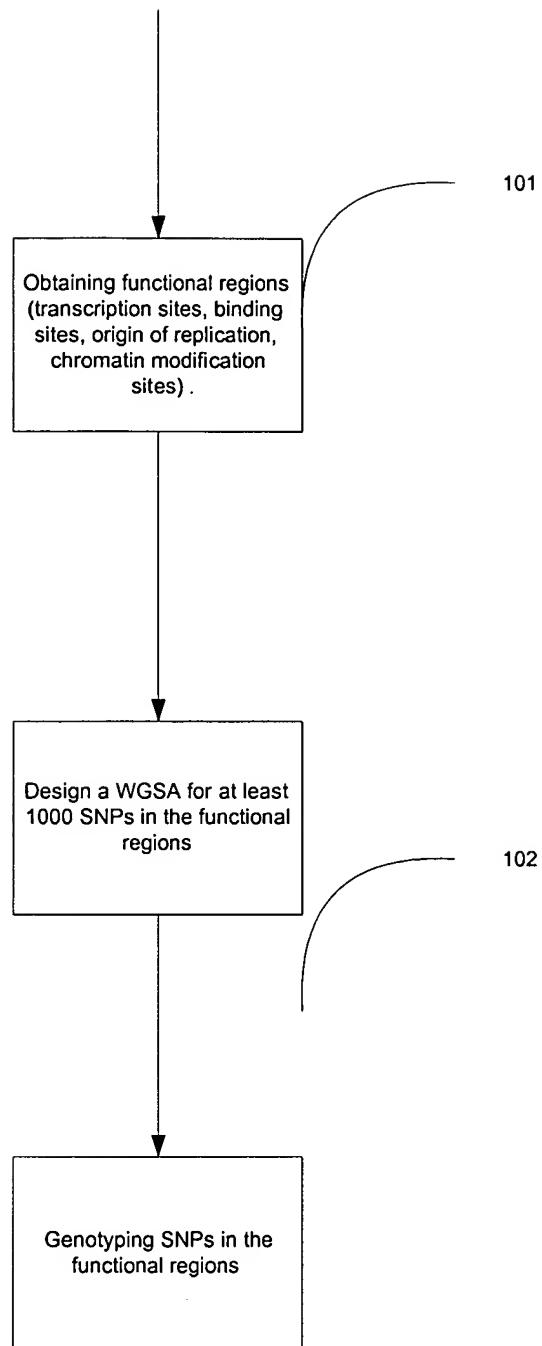 101
Obtaining functional regions
(transcription sites, binding
sites, origin of replication,
chromatin modification
sites) .
Design a WGSA for at least
1000 SNPs in the functional
regions
102
Genotyping SNPs in the
functional regions